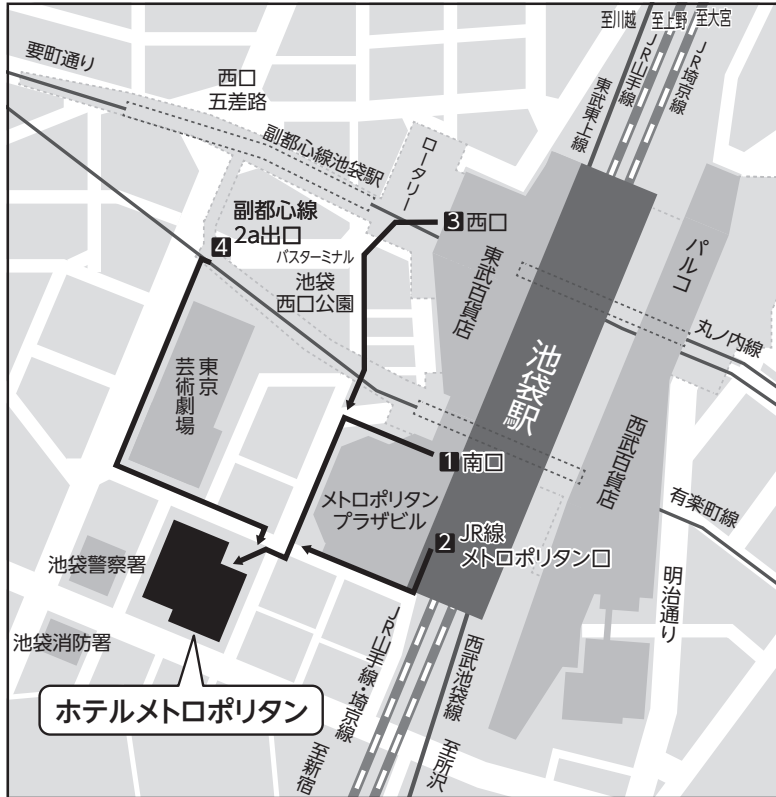 至川越
至上野
至大宮
JR山手線
JR埼京線
東武東上線
要町通り
西口
五差路
副都心線池袋駅
ロータリー
3 西口
副都心線
2a出口
4
バスターミナル
池袋
西口公園
東武百貨店
パルコ
丸ノ内線
池袋駅
東京
芸術劇場
1 南口
西武百貨店
メトロポリタン
プラザビル
有楽町線
2 JR線
メトロポリタン口
明治通り
池袋警察署
池袋消防署
ホテルメトロポリタン
JR山手線・埼京線
至新宿
西武池袋線
至所沢